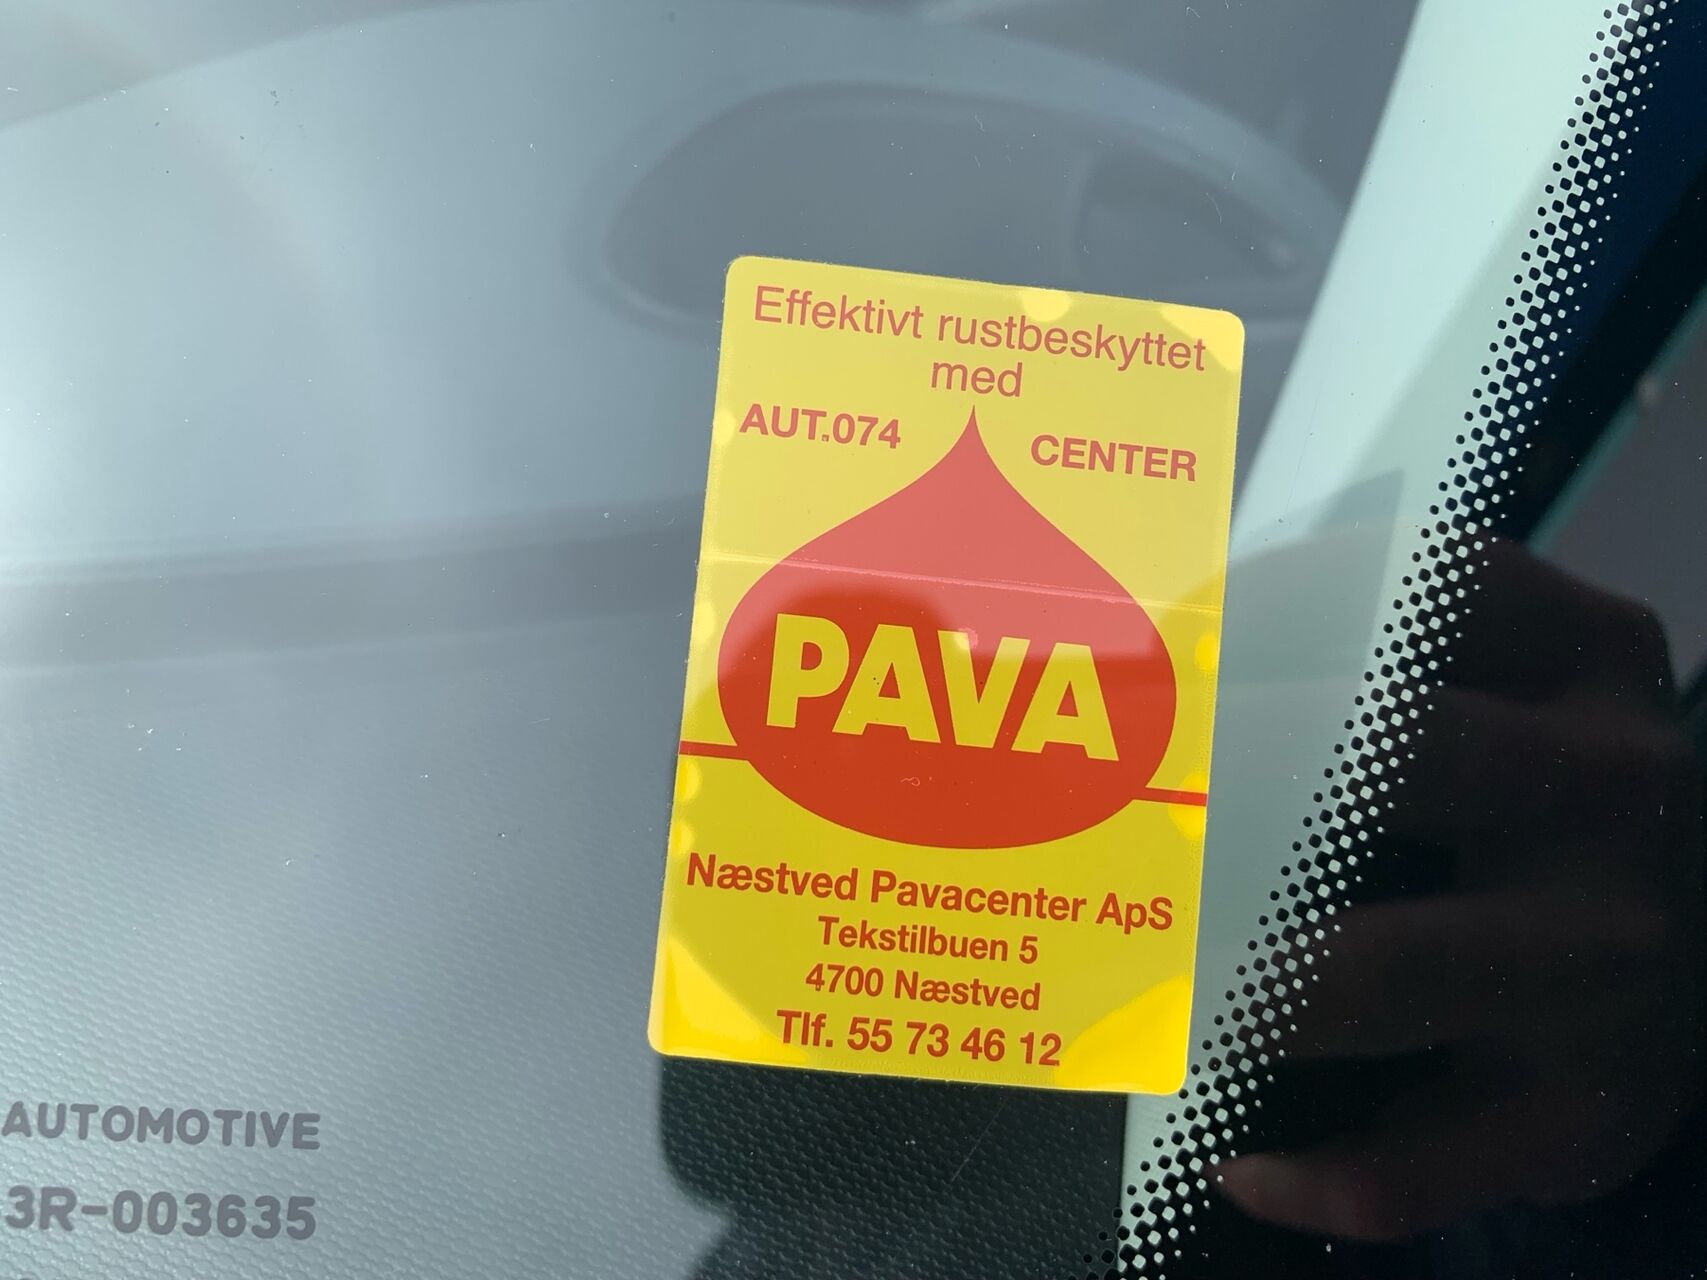 Effektivt rustbeskyttet
med
AUT.074 CENTER
PAVA
Næstved Pavacenter ApS
Tekstilbuen 5
4700 Næstved
Tlf. 55 73 46 12
AUTOMOTIVE
3R-003635